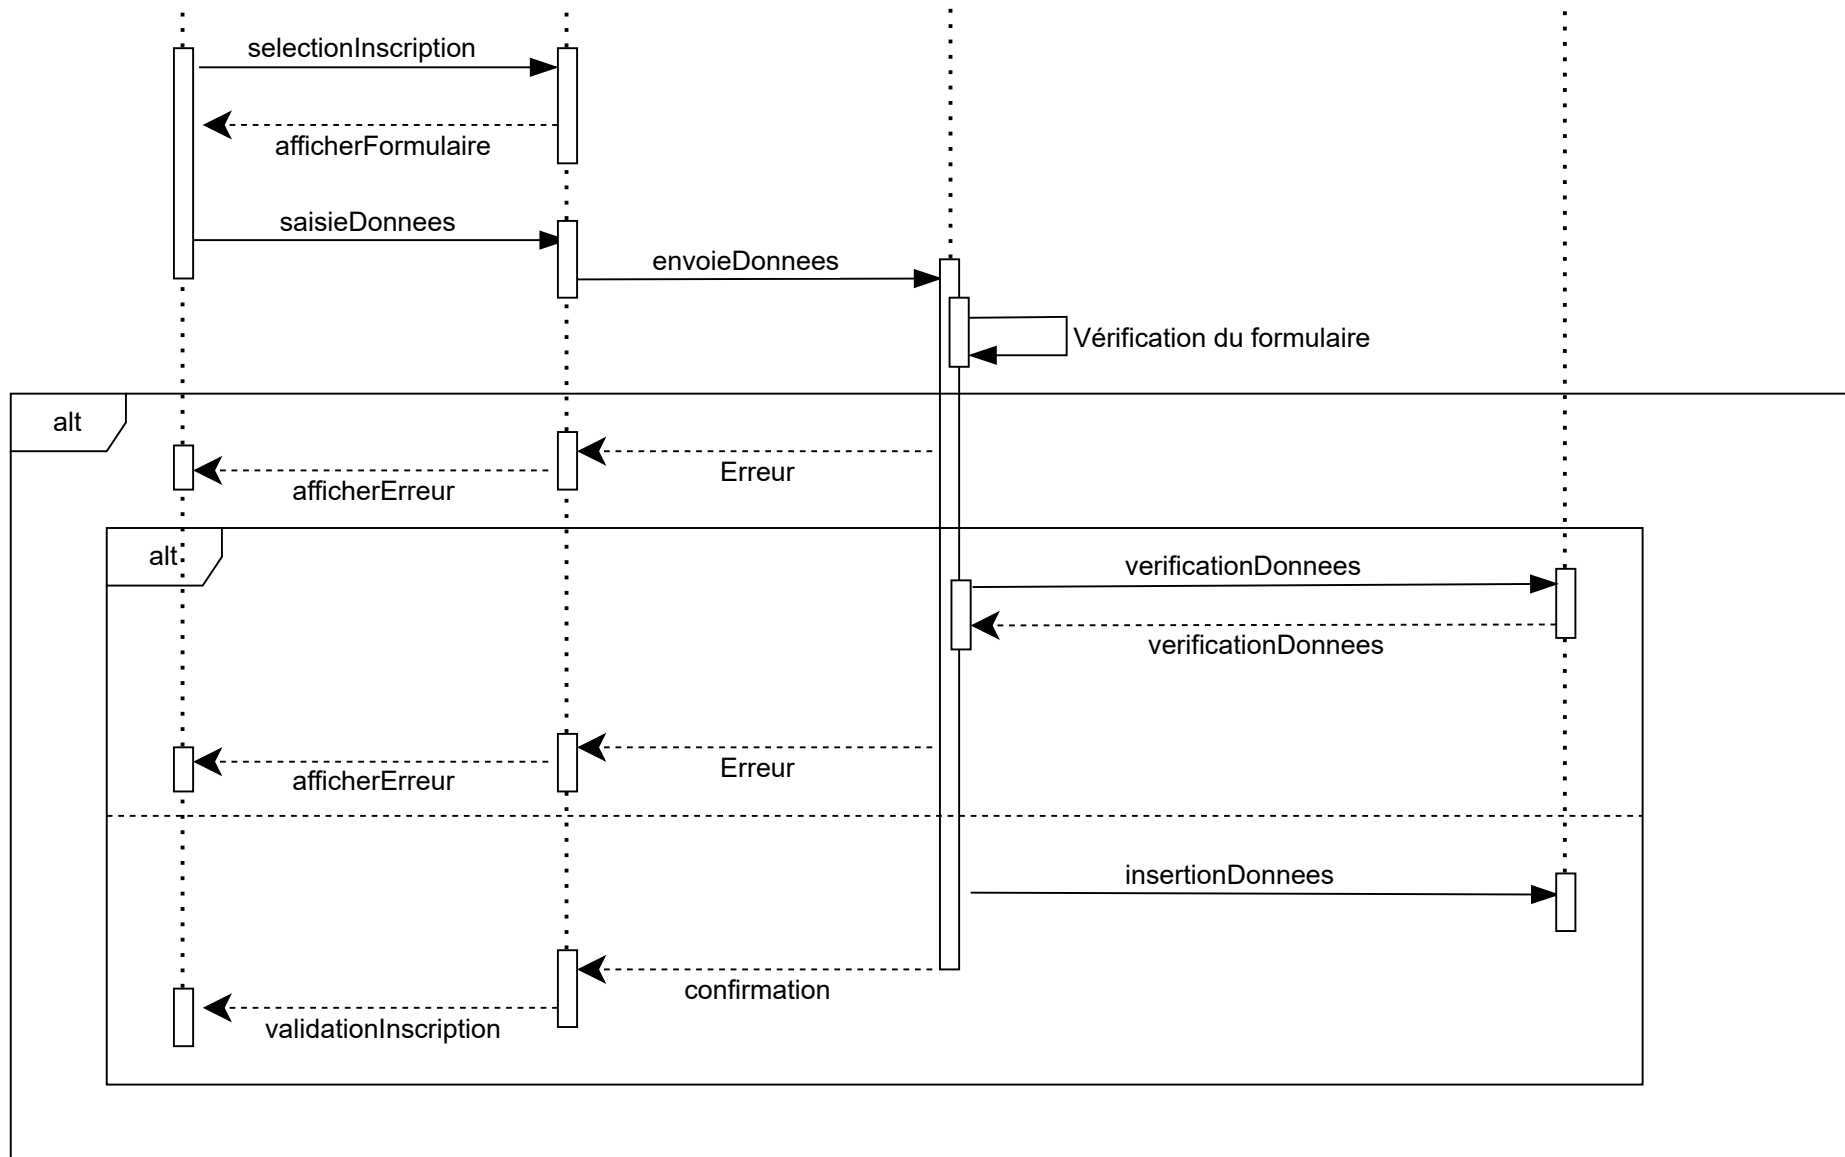 selectionInscription
afficherFormulaire
saisieDonnees
envoieDonnees
Vérification du formulaire
alt
Erreur
afficherErreur
alt
verificationDonnees
verificationDonnees
Erreur
afficherErreur
insertionDonnees
confirmation
validationInscription